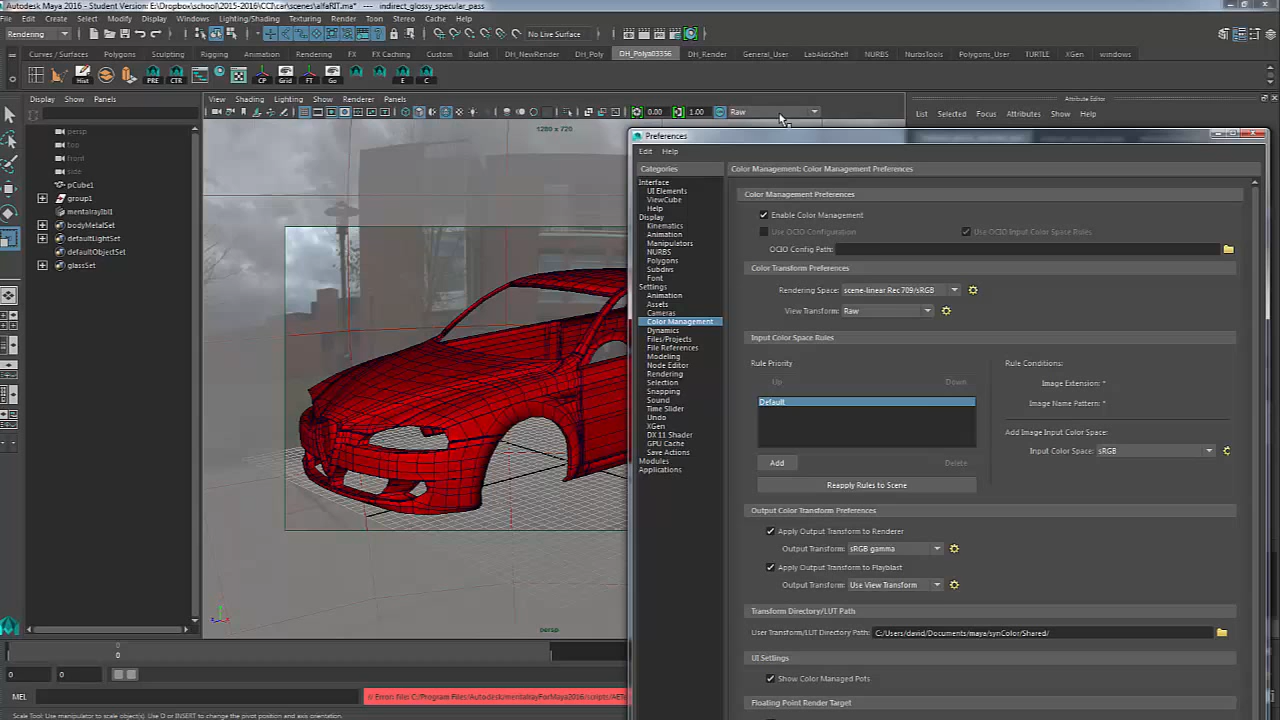 Autodesk Maya 2016 - Student Version: E:\Dropbox\school\2015-2016\CCI\car\scenes\alfaRIT.ma* --- indirect_glossy_specular_pass
File Edit Create Select Modify Display Windows Lighting/Shading Texturing Render Toon Stereo Cache Help
Rendering No Live Surface
Curves / Surfaces Polygons Sculpting Rigging Animation Rendering FX FX Caching Custom Bullet DH_NewRender DH_Poly DH_Polys03356 DH_Render General_User LabAidsShelf NURBS NurbsTools Polygons_User TURTLE XGen windows
Hist PRE CTR CP Grid FT Go E C
Display Show Panels
View Shading Lighting Show Renderer Panels
Attribute Editor
List Selected Focus Attributes Show Help
0.00 1.00 Raw
1280 x 720
persp
top
front
side
pCube1
group1
mentalrayIbl1
bodyMetalSet
defaultLightSet
defaultObjectSet
glassSet
persp
Preferences
Edit Help
Categories
Interface
UI Elements
ViewCube
Help
Display
Kinematics
Animation
Manipulators
NURBS
Polygons
Subdivs
Font
Settings
Animation
Assets
Cameras
Color Management
Dynamics
Files/Projects
File References
Modeling
Node Editor
Rendering
Selection
Snapping
Sound
Time Slider
Undo
XGen
DX 11 Shader
GPU Cache
Save Actions
Modules
Applications
Color Management: Color Management Preferences
Color Management Preferences
Enable Color Management
Use OCIO Configuration Use OCIO Input Color Space Rules
OCIO Config Path:
Color Transform Preferences
Rendering Space: scene-linear Rec 709/sRGB
View Transform: Raw
Input Color Space Rules
Rule Priority Rule Conditions:
Up Down Image Extension: *
Default Image Name Pattern: *
Add Image Input Color Space:
Input Color Space: sRGB
Add Delete
Reapply Rules to Scene
Output Color Transform Preferences
Apply Output Transform to Renderer
Output Transform: sRGB gamma
Apply Output Transform to Playblast
Output Transform: Use View Transform
Transform Directory/LUT Path
User Transform/LUT Directory Path: C:/Users/david/Documents/maya/synColor/Shared/
UI Settings
Show Color Managed Pots
Floating Point Render Target
0
0
0 0
MEL // Error: file: C:/Program Files/Autodesk/mentalrayForMaya2016/scripts/AETe
Scale Tool: Use manipulator to scale object(s). Use D or INSERT to change the pivot position and axis orientation.